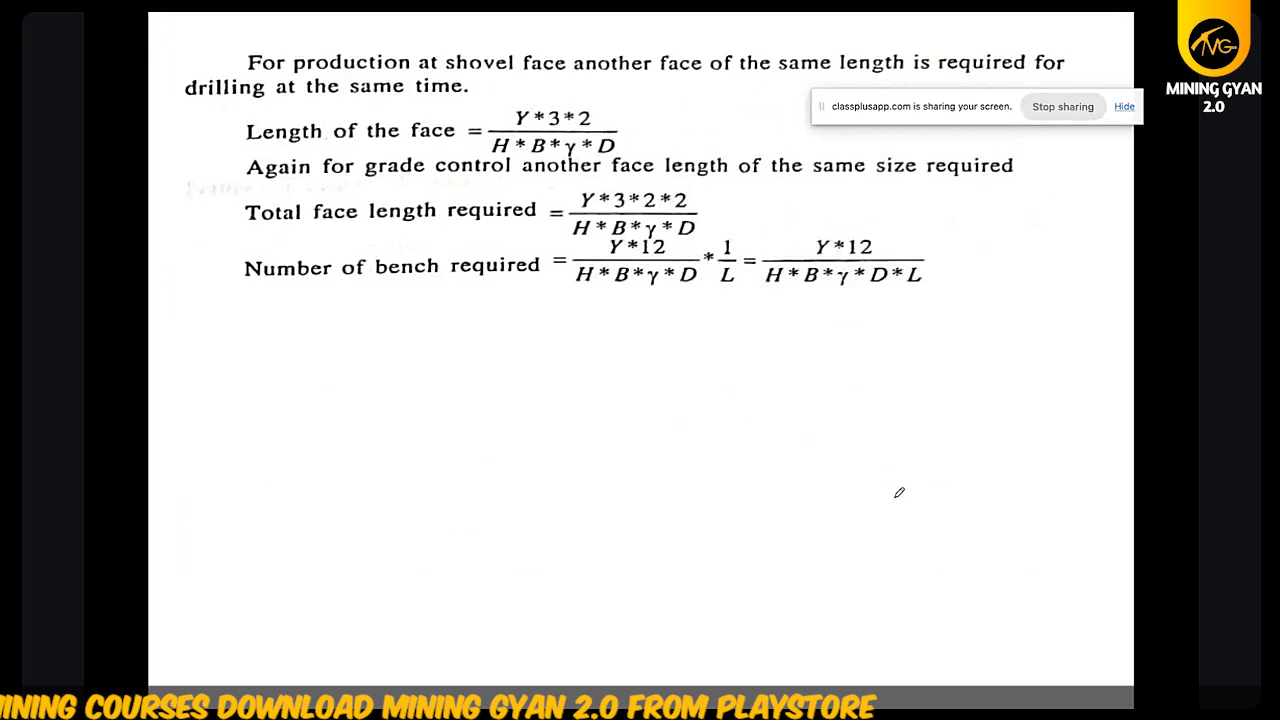 For production at shovel face another face of the same length is required for
drilling at the same time.
Length of the face = Y*3*2 / H*B*γ*D
Again for grade control another face length of the same size required
Total face length required = Y*3*2*2 / H*B*γ*D
Number of bench required = Y*12 / H*B*γ*D * 1 / L = Y*12 / H*B*γ*D*L
classplusapp.com is sharing your screen. Stop sharing Hide
MINING GYAN
2.0
MINING COURSES DOWNLOAD MINING GYAN 2.0 FROM PLAYSTORE